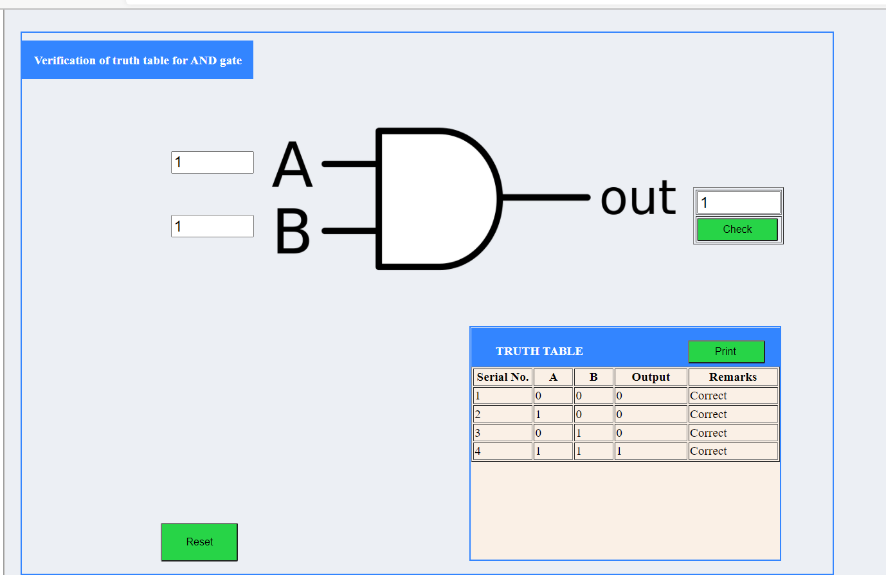 Verification of truth table for AND gate
1 A
out 1
1 B
Check
TRUTH TABLE Print
Serial No. A B Output Remarks
1 0 0 0 Correct
2 1 0 0 Correct
3 0 1 0 Correct
4 1 1 1 Correct
Reset